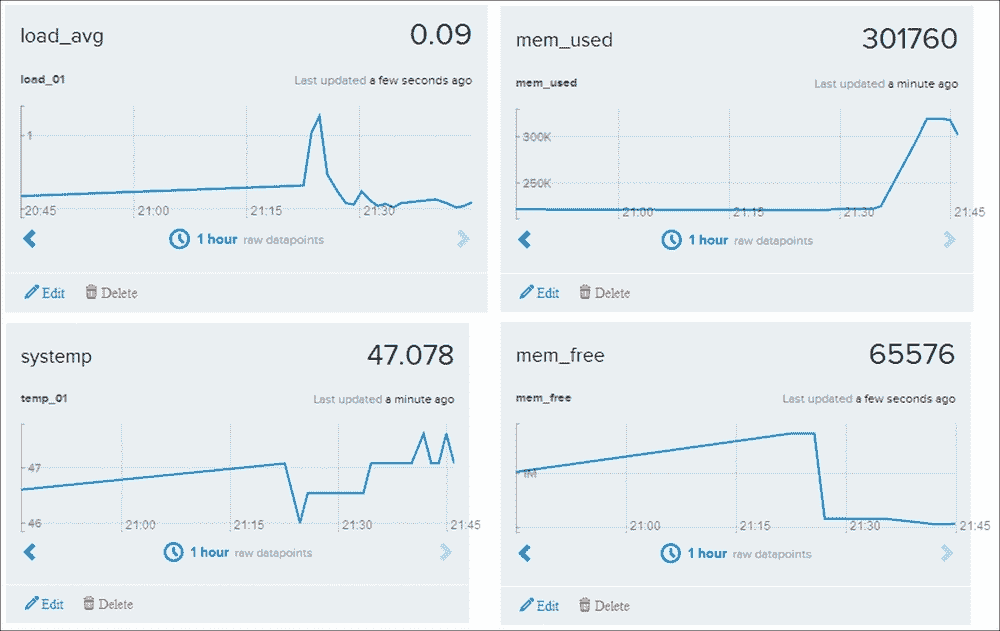 load_avg 0.09
load_01 Last updated a few seconds ago
1
20:45 21:00 21:15 21:30
1 hour raw datapoints
Edit Delete
mem_used 301760
mem_used Last updated a minute ago
300K
250K
21:00 21:15 21:30 21:45
1 hour raw datapoints
Edit Delete
systemp 47.078
temp_01 Last updated a minute ago
47
46 21:00 21:15 21:30 21:45
1 hour raw datapoints
Edit Delete
mem_free 65576
mem_free Last updated a few seconds ago
1M
21:00 21:15 21:30 21:45
1 hour raw datapoints
Edit Delete